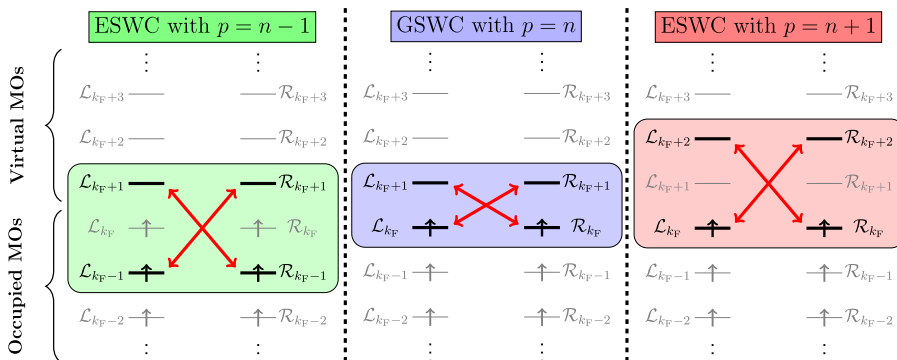 ESWC with p = n − 1
GSWC with p = n
ESWC with p = n + 1
Virtual MOs
Occupied MOs
⋮ ⋮ ⋮ ⋮ ⋮ ⋮
ℒ_{k_F+3} ℛ_{k_F+3} ℒ_{k_F+3} ℛ_{k_F+3} ℒ_{k_F+3} ℛ_{k_F+3}
ℒ_{k_F+2} ℛ_{k_F+2} ℒ_{k_F+2} ℛ_{k_F+2} ℒ_{k_F+2} ℛ_{k_F+2}
ℒ_{k_F+1} ℛ_{k_F+1} ℒ_{k_F+1} ℛ_{k_F+1} ℒ_{k_F+1} ℛ_{k_F+1}
ℒ_{k_F} ℛ_{k_F} ℒ_{k_F} ℛ_{k_F} ℒ_{k_F} ℛ_{k_F}
ℒ_{k_F−1} ℛ_{k_F−1} ℒ_{k_F−1} ℛ_{k_F−1} ℒ_{k_F−1} ℛ_{k_F−1}
ℒ_{k_F−2} ℛ_{k_F−2} ℒ_{k_F−2} ℛ_{k_F−2} ℒ_{k_F−2} ℛ_{k_F−2}
⋮ ⋮ ⋮ ⋮ ⋮ ⋮